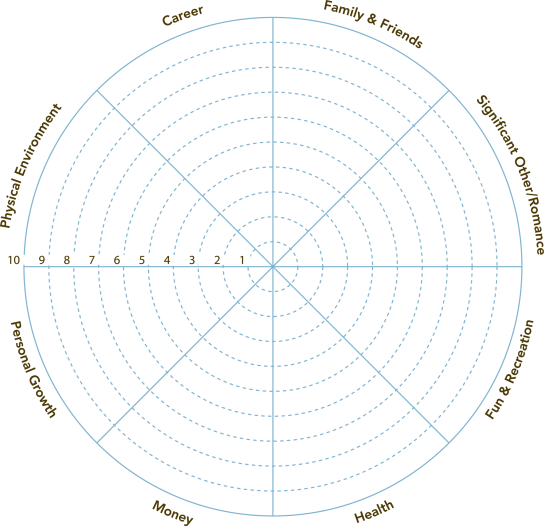 Career
Family & Friends
Physical Environment
Significant Other/Romance
10 9 8 7 6 5 4 3 2 1
Personal Growth
Fun & Recreation
Money
Health